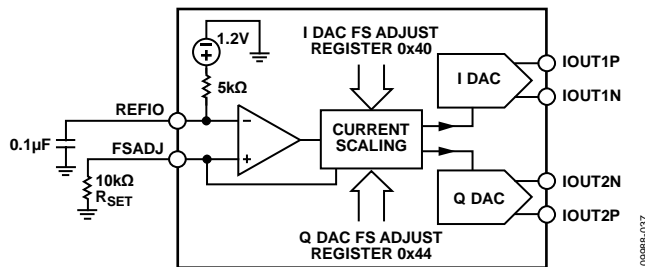 1.2V
I DAC FS ADJUST
REGISTER 0x40
5kΩ
REFIO
0.1µF
FSADJ
10kΩ
RSET
–
+
CURRENT
SCALING
I DAC
IOUT1P
IOUT1N
Q DAC
IOUT2N
IOUT2P
Q DAC FS ADJUST
REGISTER 0x44
09988-037